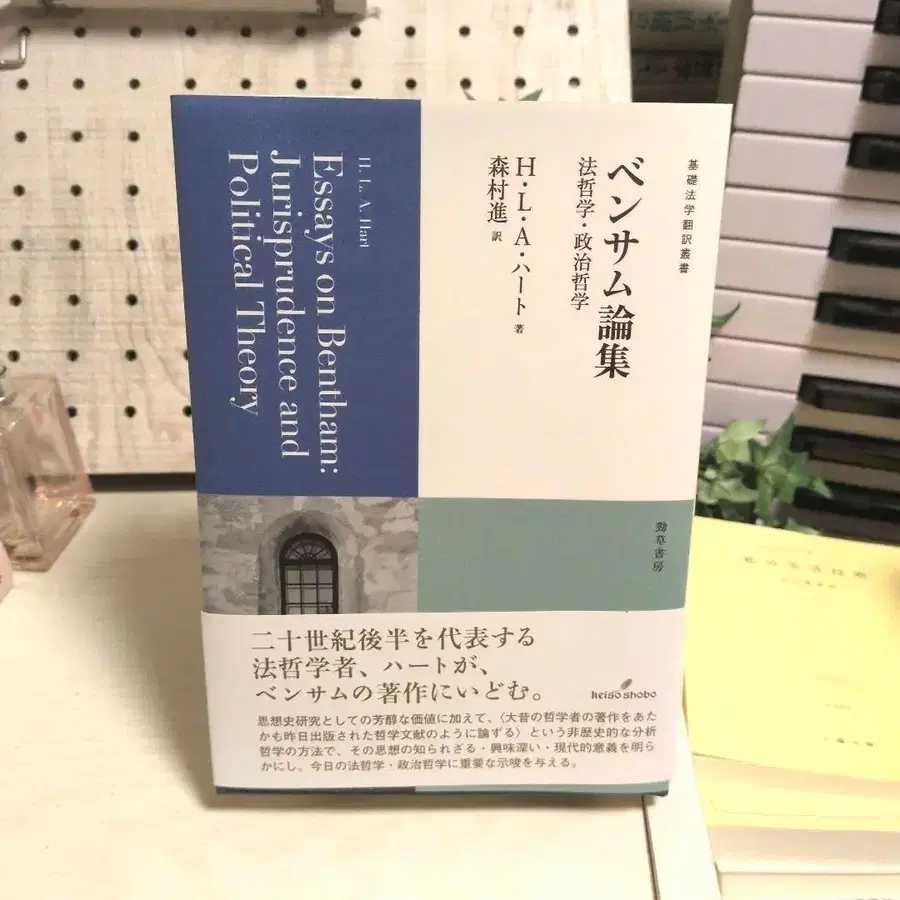 基礎法学翻訳叢書
ベンサム論集
法哲学・政治哲学
H・L・A・ハート 著
森村進 訳
H. L. A. Hart
Essays on Bentham:
Jurisprudence and
Political Theory
勁草書房
二十世紀後半を代表する
法哲学者、ハートが、
ベンサムの著作にいどむ。
keiso shobo
思想史研究としての芳醇な価値に加えて、〈大昔の哲学者の著作をあた
かも昨日出版された哲学文献のように論ずる〉という非歴史的な分析
哲学の方法で、その思想の知られざる・興味深い・現代的意義を明ら
かにし、今日の法哲学・政治哲学に重要な示唆を与える。